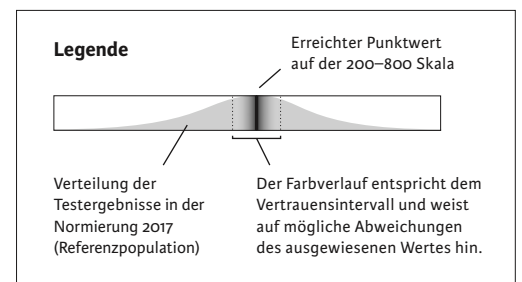 Legende
Erreichter Punktwert
auf der 200–800 Skala
Verteilung der
Testergebnisse in der
Normierung 2017
(Referenzpopulation)
Der Farbverlauf entspricht dem
Vertrauensintervall und weist
auf mögliche Abweichungen
des ausgewiesenen Wertes hin.